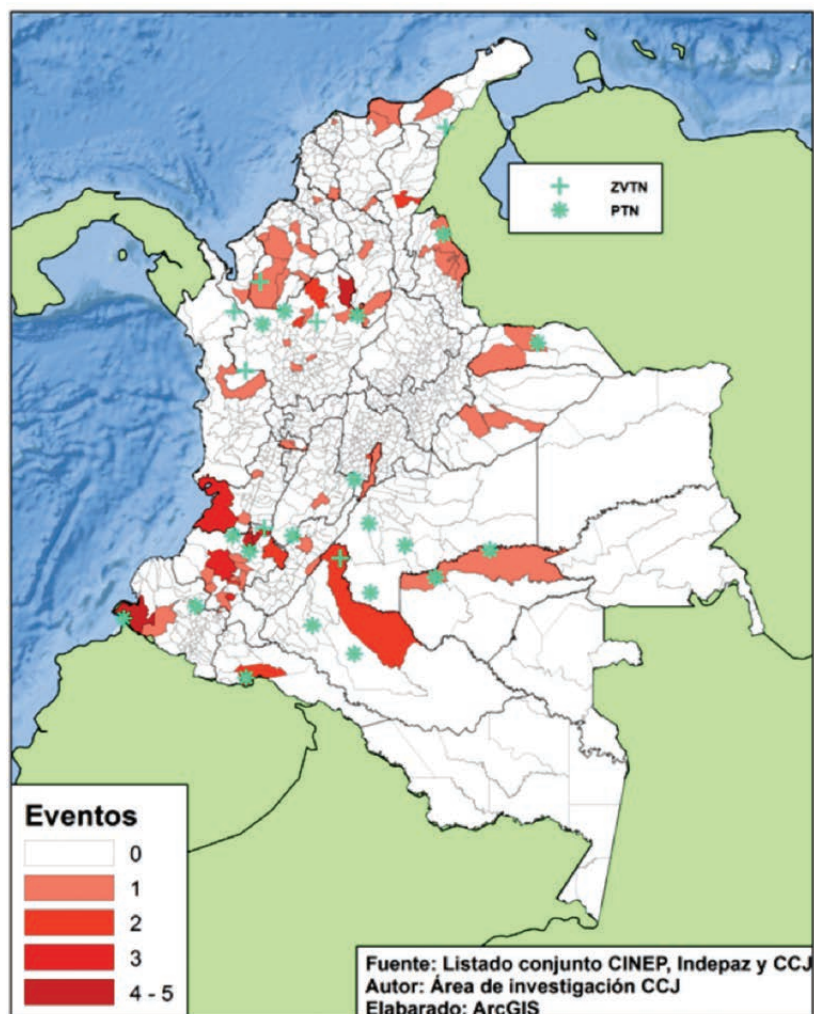 ZVTN
PTN
Eventos
0
1
2
3
4 - 5
Fuente: Listado conjunto CINEP, Indepaz y CCJ
Autor: Área de investigación CCJ
Elabarado: ArcGIS